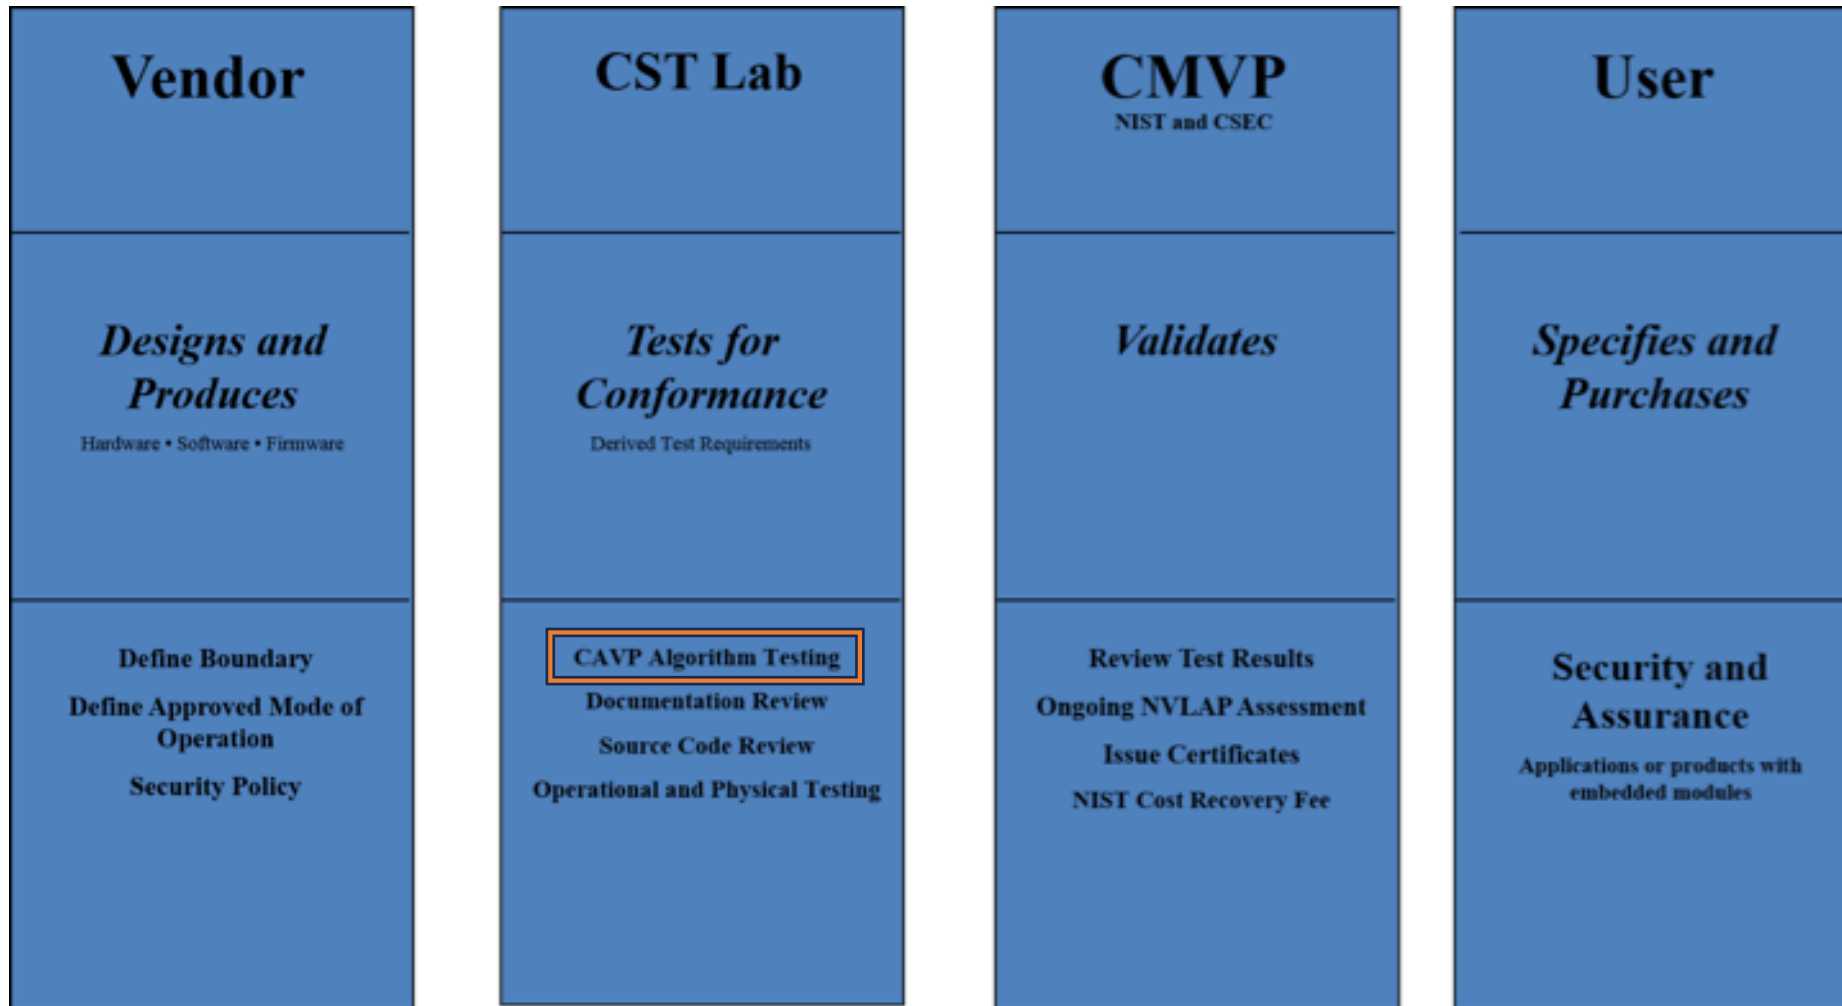 Vendor
Designs and
Produces
Hardware • Software • Firmware
Define Boundary
Define Approved Mode of
Operation
Security Policy
CST Lab
Tests for
Conformance
Derived Test Requirements
CAVP Algorithm Testing
Documentation Review
Source Code Review
Operational and Physical Testing
CMVP
NIST and CSEC
Validates
Review Test Results
Ongoing NVLAP Assessment
Issue Certificates
NIST Cost Recovery Fee
User
Specifies and
Purchases
Security and
Assurance
Applications or products with
embedded modules